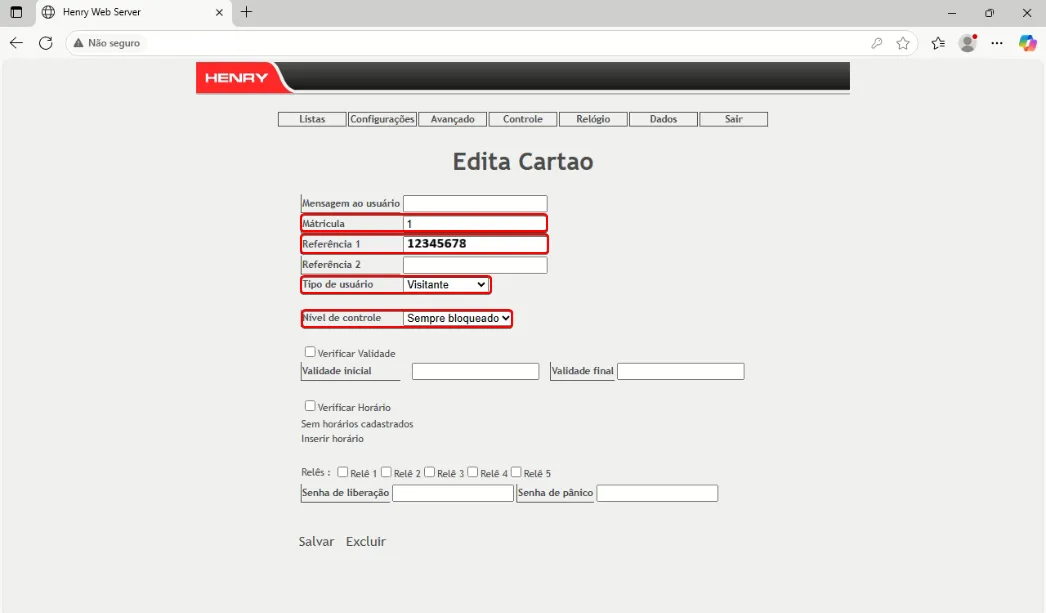 Henry Web Server
Não seguro
HENRY
Listas Configurações Avançado Controle Relógio Dados Sair
Edita Cartao
Mensagem ao usuário
Mátricula 1
Referência 1 12345678
Referência 2
Tipo de usuário Visitante
Nível de controle Sempre bloqueado
Verificar Validade
Validade inicial Validade final
Verificar Horário
Sem horários cadastrados
Inserir horário
Relês : Relê 1 Relê 2 Relê 3 Relê 4 Relê 5
Senha de liberação Senha de pânico
Salvar Excluir